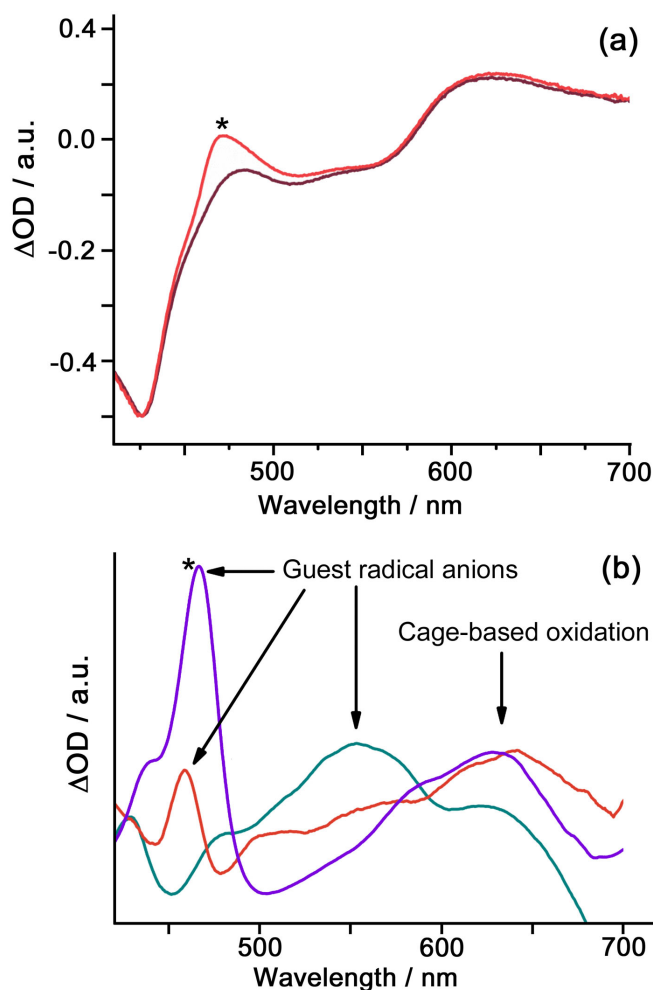 (a)
0.4
0.0
-0.2
-0.4
*
ΔOD / a.u.
500
600
700
Wavelength / nm
(b)
*
Guest radical anions
Cage-based oxidation
ΔOD / a.u.
500
600
700
Wavelength / nm